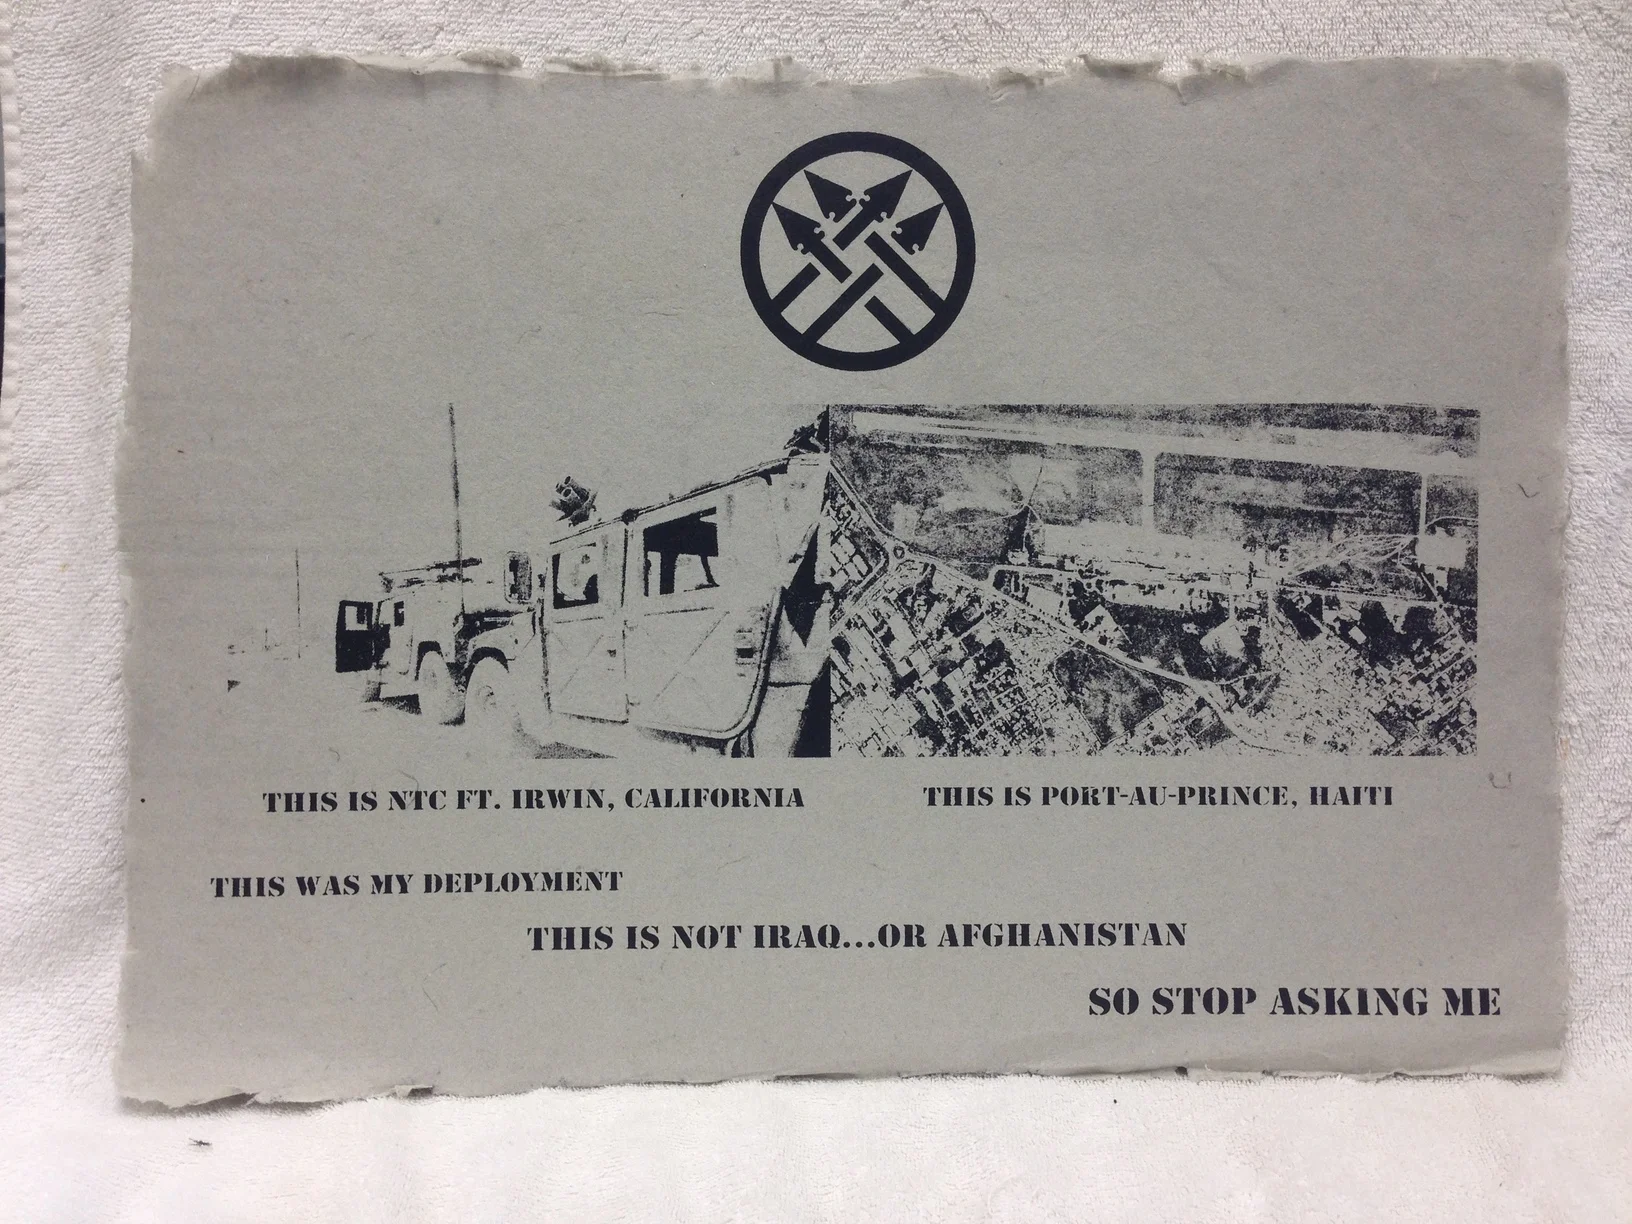 THIS IS NTC FT. IRWIN, CALIFORNIA
THIS IS PORT-AU-PRINCE, HAITI
THIS WAS MY DEPLOYMENT
THIS IS NOT IRAQ...OR AFGHANISTAN
SO STOP ASKING ME